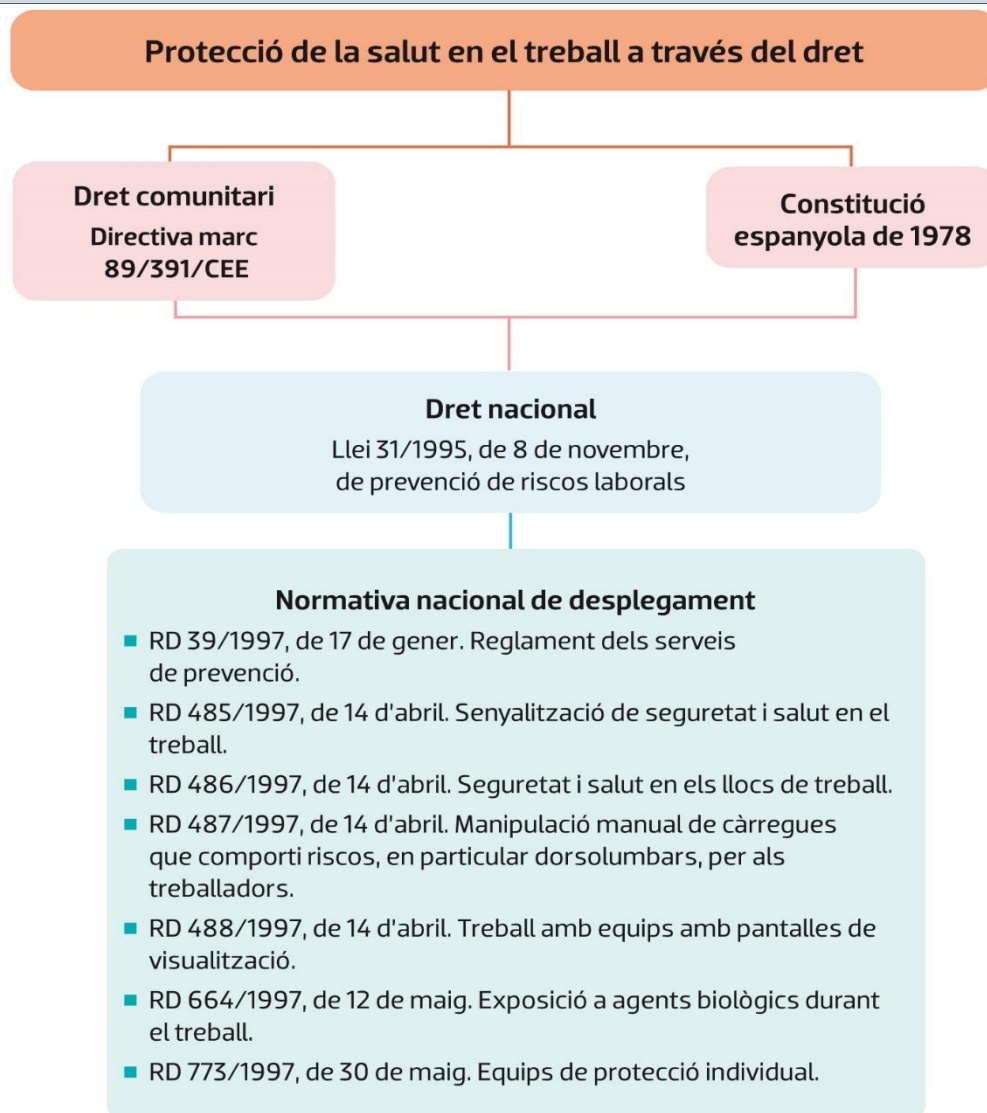 Protecció de la salut en el treball a través del dret
Dret comunitari
Directiva marc
89/391/CEE
Constitució
espanyola de 1978
Dret nacional
Llei 31/1995, de 8 de novembre,
de prevenció de riscos laborals
Normativa nacional de desplegament
RD 39/1997, de 17 de gener. Reglament dels serveis
de prevenció.
RD 485/1997, de 14 d'abril. Senyalització de seguretat i salut en el
treball.
RD 486/1997, de 14 d'abril. Seguretat i salut en els llocs de treball.
RD 487/1997, de 14 d'abril. Manipulació manual de càrregues
que comporti riscos, en particular dorsolumbars, per als
treballadors.
RD 488/1997, de 14 d'abril. Treball amb equips amb pantalles de
visualització.
RD 664/1997, de 12 de maig. Exposició a agents biològics durant
el treball.
RD 773/1997, de 30 de maig. Equips de protecció individual.